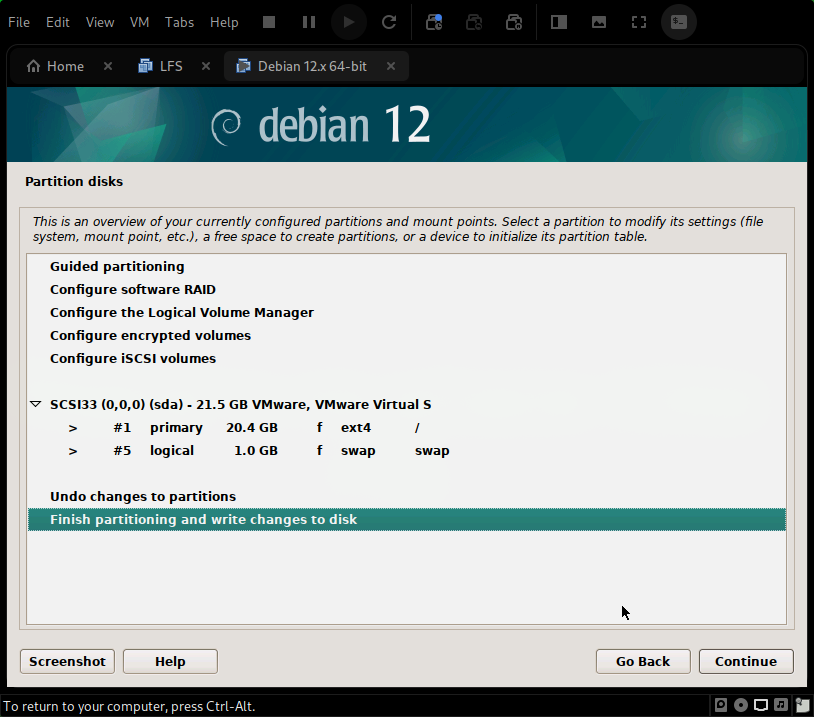 File Edit View VM Tabs Help
Home × LFS × Debian 12.x 64-bit ×
debian 12
Partition disks
This is an overview of your currently configured partitions and mount points. Select a partition to modify its settings (file
system, mount point, etc.), a free space to create partitions, or a device to initialize its partition table.
Guided partitioning
Configure software RAID
Configure the Logical Volume Manager
Configure encrypted volumes
Configure iSCSI volumes
SCSI33 (0,0,0) (sda) - 21.5 GB VMware, VMware Virtual S
> #1 primary 20.4 GB f ext4 /
> #5 logical 1.0 GB f swap swap
Undo changes to partitions
Finish partitioning and write changes to disk
Screenshot Help Go Back Continue
To return to your computer, press Ctrl-Alt.